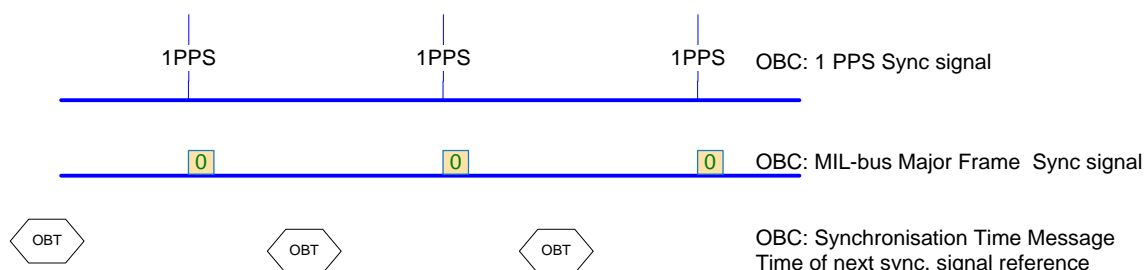 1PPS 1PPS 1PPS OBC: 1 PPS Sync signal
0 0 0 OBC: MIL-bus Major Frame Sync signal
OBT OBT OBT OBC: Synchronisation Time Message
Time of next sync. signal reference